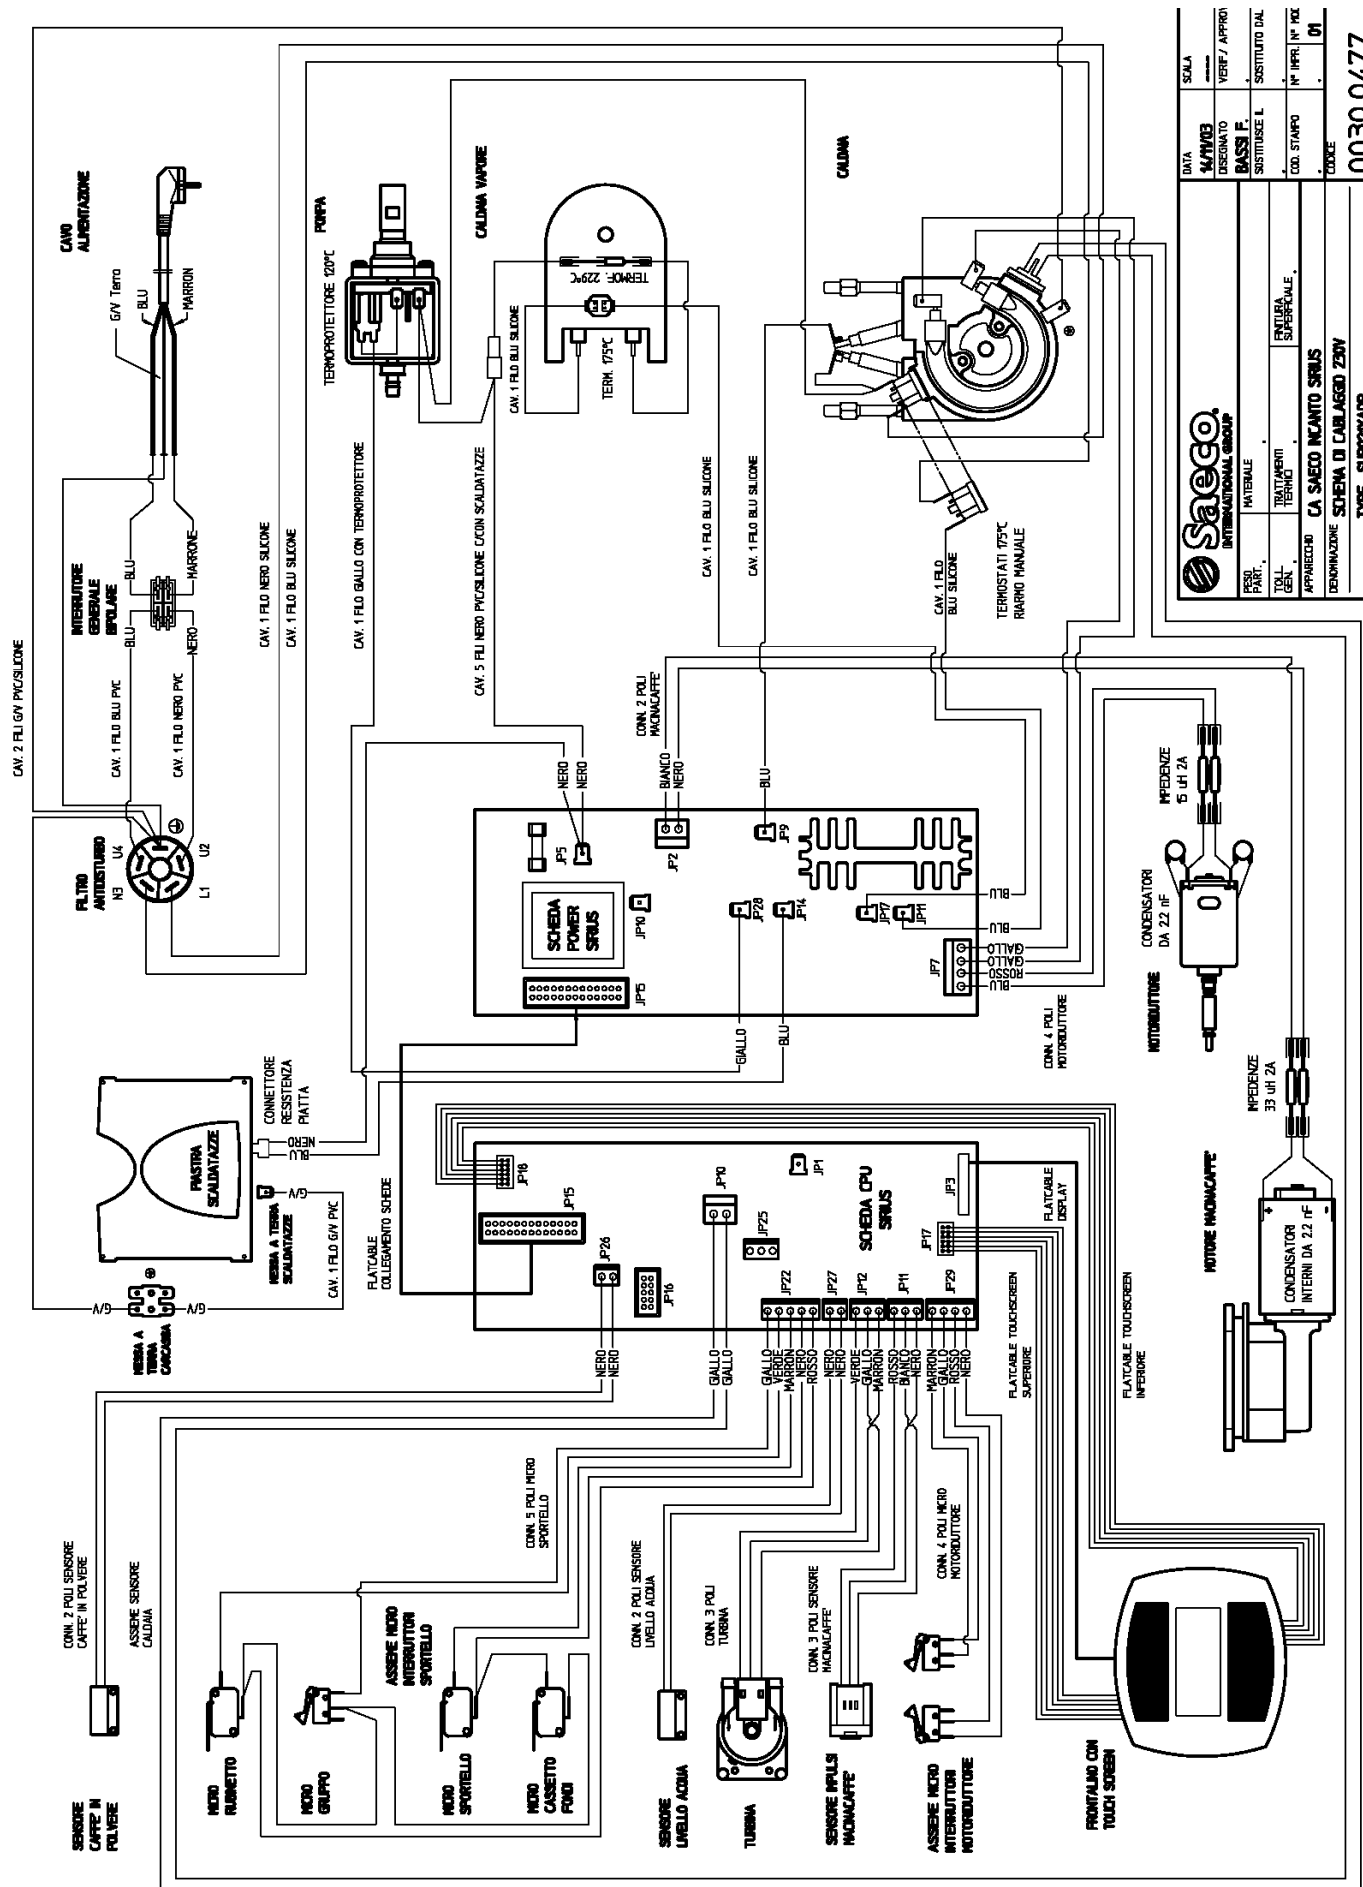 CAV. 2 FILI G/V PVC/SILICONE
CAVO
ALIMENTAZIONE
G/V Terra
BLU
MARRON
INTERRUTORE
GENERALE
BIPOLARE
BLU
MARRONE
BLU
NERO
CAV. 1 FILO BLU PVC
CAV. 1 FILO NERO PVC
CAV. 1 FILO NERO SILICONE
CAV. 1 FILO BLU SILICONE
FILTRO
ANTIDISTURBO
N3
U4
L1
U2
POMPA
TERMOPROTETTORE 120°C
CAV. 1 FILO GIALLO CON TERMOPROTETTORE
CAV. 5 FILI NERO PVC/SILICONE C/CON SCALDATAZZE
CALDAIA VAPORE
TERMOF. 229°C
TERM. 175°C
CAV. 1 FILO BLU SILICONE
CAV. 1 FILO BLU SILICONE
CAV. 1 FILO BLU SILICONE
CALDAIA
CAV. 1 FILO
BLU SILICONE
TERMOSTATI 175°C
RIARMO MANUALE
DATA
14/11/03
SCALA
----
DISEGNATO
BASSI F.
VERIF./ APPROV
SOSTITUISCE IL
SOSTITUITO DAL
COD. STAMPO
N° IMPR.
01
N° MOD
CODICE
00300477
Saeco
INTERNATIONAL GROUP
PESO
PART.
MATERIALE
TOLL.
GEN.
TRATTAMENTI
TERMICI
FINITURA
SUPERFICIALE
APPARECCHIO
CA SAECO INCANTO SIRIUS
DENOMINAZIONE
SCHEMA DI CABLAGGIO 230V
CONN. 2 POLI
MACINACAFFE'
NERO
NERO
BIANCO
NERO
BLU
JP5
JP2
JP9
JP10
JP28
JP14
JP17
JP11
JP7
JP15
SCHEDA
POWER
SIRIUS
BLU
BLU
GIALLO
GIALLO
ROSSO
BLU
GIALLO
BLU
CONN. 4 POLI
MOTORIDUTTORE
IMPEDENZE
15 uH 2A
CONDENSATORI
DA 2.2 nF
MOTORIDUTTORE
IMPEDENZE
33 uH 2A
MOTORE MACINACAFFE'
CONDENSATORI
INTERNI DA 2.2 nF
+
-
PIASTRA
SCALDATAZZE
CONNETTORE
RESISTENZA
PIATTA
NERO
BLU
G/V
MESSA A TERRA
SCALDATAZZE
CAV. 1 FILO G/V PVC
G/V
G/V
MESSA A
TERRA
CARCASSA
FLATCABLE
COLLEGAMENTO SCHEDE
JP18
JP15
JP10
JP1
JP3
JP26
JP25
JP17
JP16
JP22
JP27
JP12
JP11
JP29
SCHEDA CPU
SIRIUS
FLATCABLE
DISPLAY
NERO
NERO
GIALLO
GIALLO
GIALLO
VERDE
MARRON
NERO
ROSSO
NERO
NERO
VERDE
GIALLO
MARRON
ROSSO
BIANCO
NERO
MARRON
GIALLO
ROSSO
NERO
FLATCABLE TOUCHSCREEN
SUPERIORE
FLATCABLE TOUCHSCREEN
INFERIORE
CONN. 2 POLI SENSORE
CAFFE' IN POLVERE
ASSIEME SENSORE
CALDAIA
CONN. 5 POLI MICRO
SPORTELLO
CONN. 2 POLI SENSORE
LIVELLO ACQUA
CONN. 3 POLI
TURBINA
CONN. 3 POLI SENSORE
MACINACAFFE'
CONN. 4 POLI MICRO
MOTORIDUTTORE
ASSIEME MICRO
INTERRUTTORI
SPORTELLO
SENSORE
CAFFE' IN
POLVERE
MICRO
RUBINETTO
MICRO
GRUPPO
MICRO
SPORTELLO
MICRO
CASSETTO
FONDI
SENSORE
LIVELLO ACQUA
TURBINA
SENSORE IMPULSI
MACINACAFFE'
ASSIEME MICRO
INTERRUTTORI
MOTORIDUTTORE
FRONTALINO CON
TOUCH SCREEN